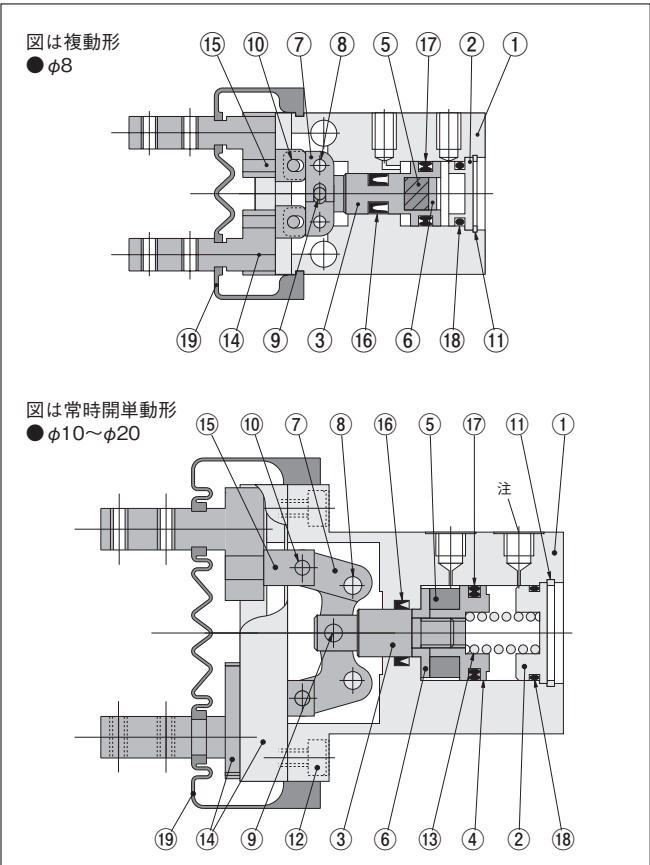 図は複動形
● φ8
⑮ ⑩ ⑦ ⑧ ⑤ ⑰ ② ①
⑲ ⑭ ⑨ ③ ⑯ ⑥ ⑱ ⑪
図は常時開単動形
● φ10～φ20
⑮ ⑩ ⑦ ⑧ ⑯ ⑤ ⑰ ⑪ ①
注
⑲ ⑭ ⑨ ⑫ ③ ⑥ ⑬ ④ ② ⑱